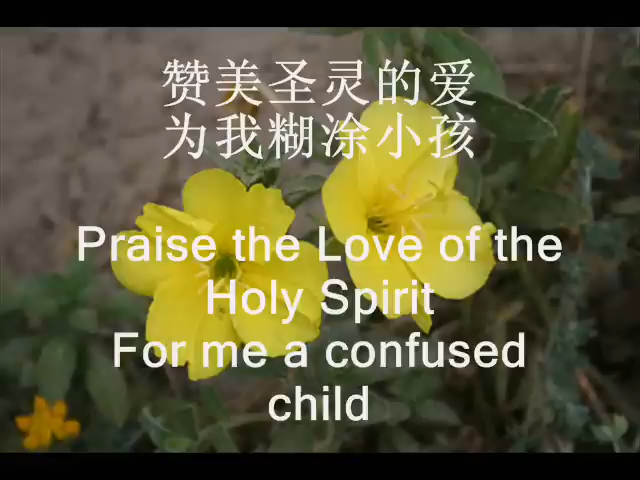 赞美圣灵的爱
为我糊涂小孩
Praise the Love of the
Holy Spirit
For me a confused
child